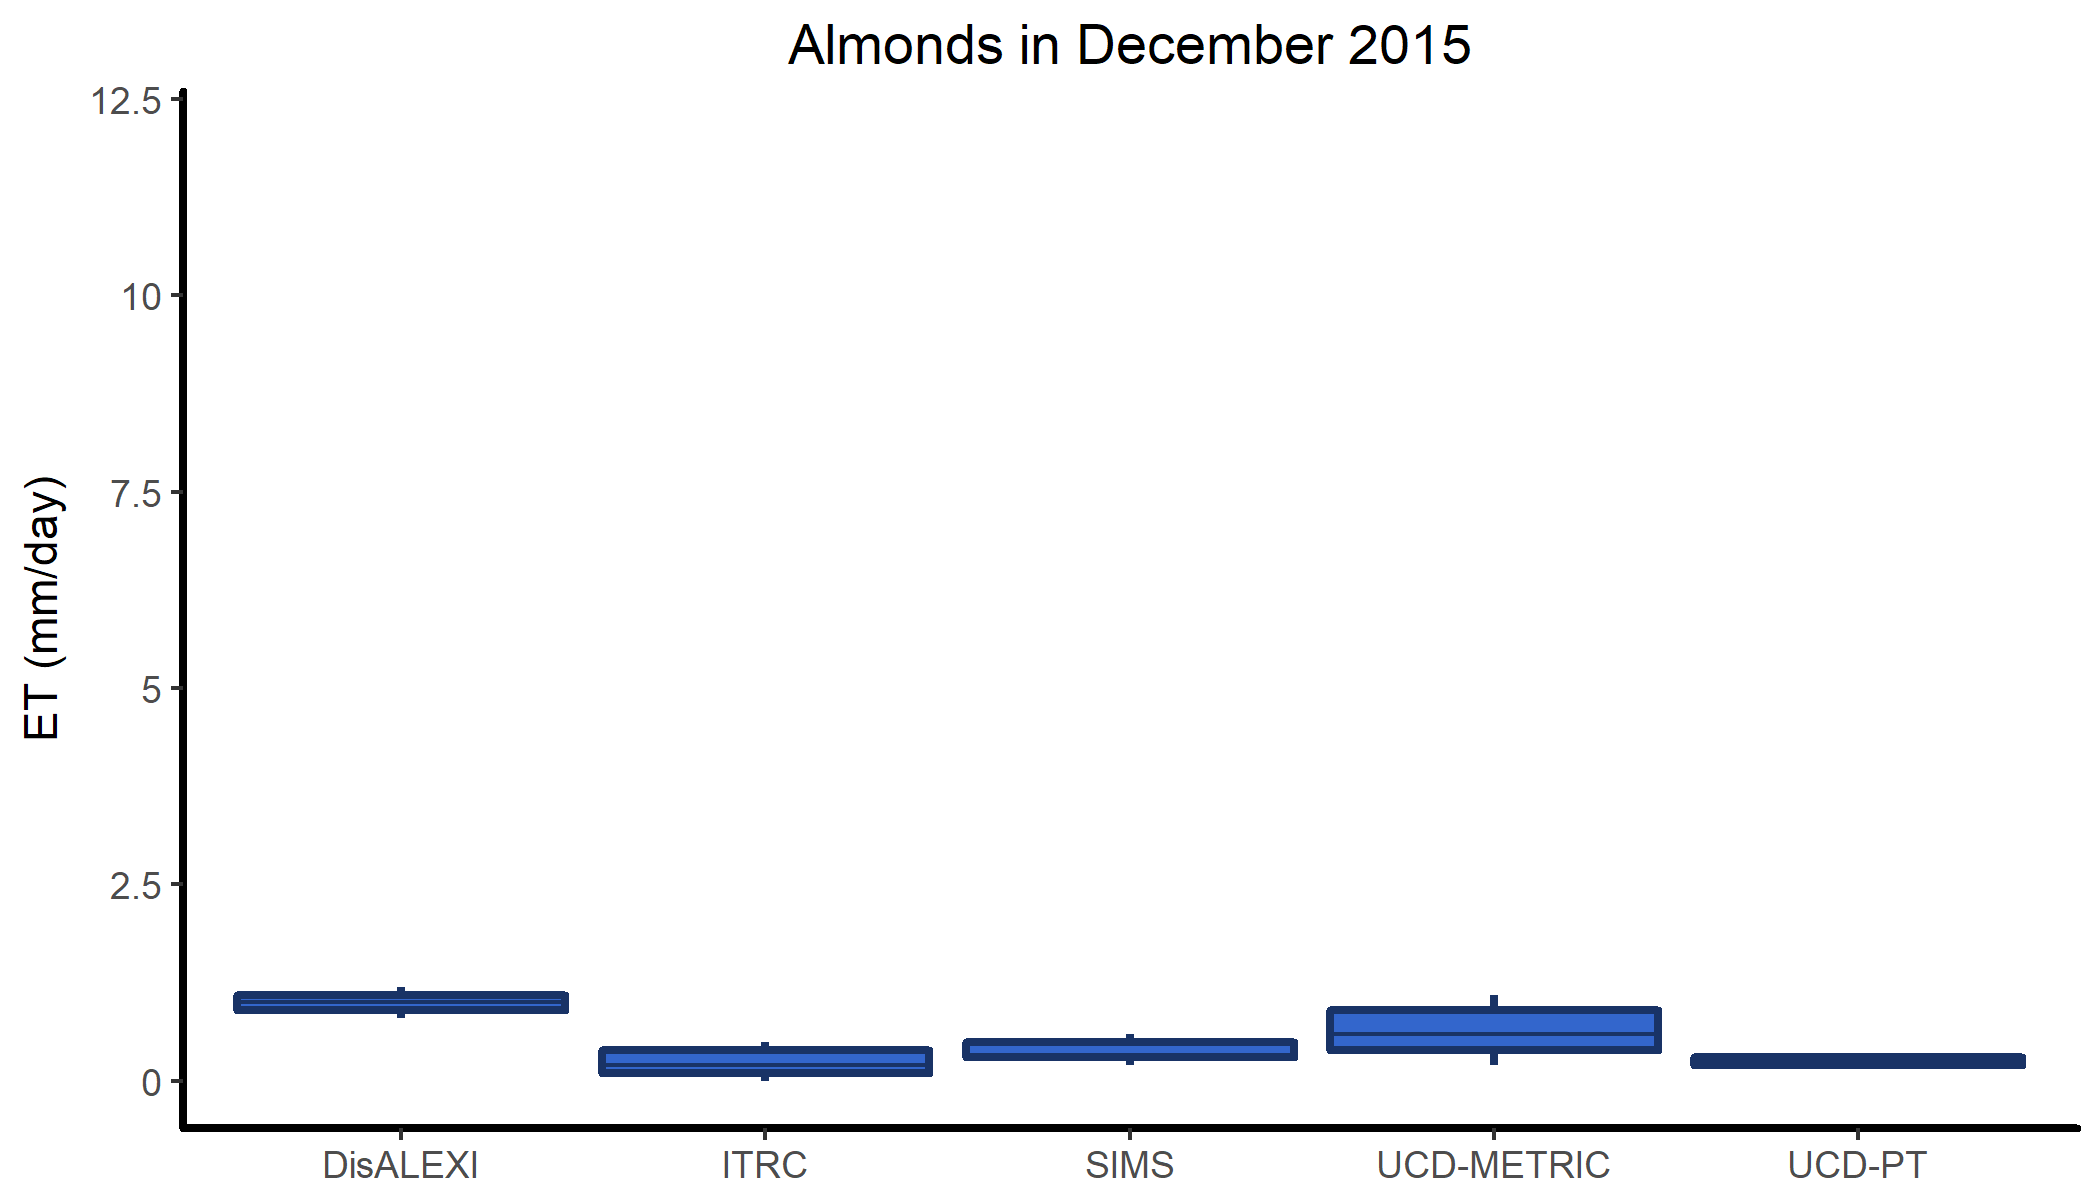 Almonds in December 2015
12.5
10
7.5
5
2.5
0
ET (mm/day)
DisALEXI ITRC SIMS UCD-METRIC UCD-PT